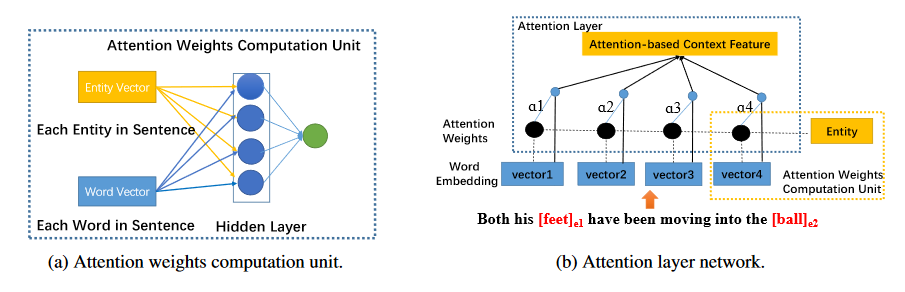 Attention Weights Computation Unit
Entity Vector
Each Entity in Sentence
Word Vector
Each Word in Sentence
Hidden Layer
(a) Attention weights computation unit.
Attention Layer
Attention-based Context Feature
α1
α2
α3
α4
Attention
Weights
Entity
Word
Embedding
vector1
vector2
vector3
vector4
Attention Weights
Computation Unit
Both his [feet]e1 have been moving into the [ball]e2
(b) Attention layer network.